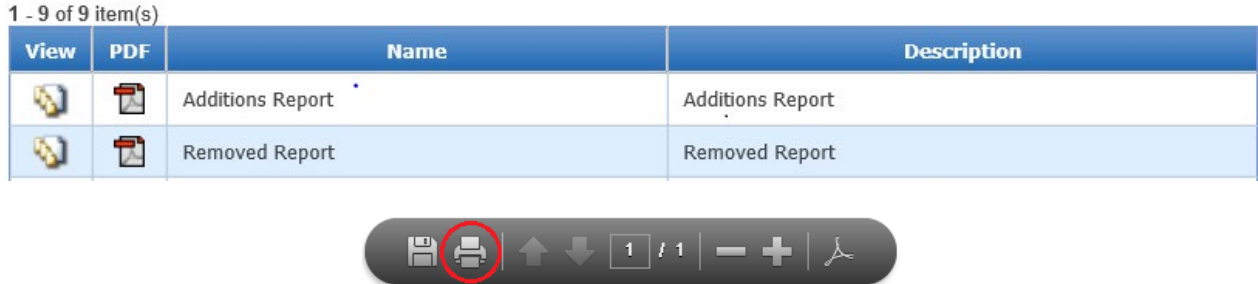 1 - 9 of 9 item(s)
View PDF Name Description
Additions Report Additions Report
Removed Report Removed Report
1 / 1